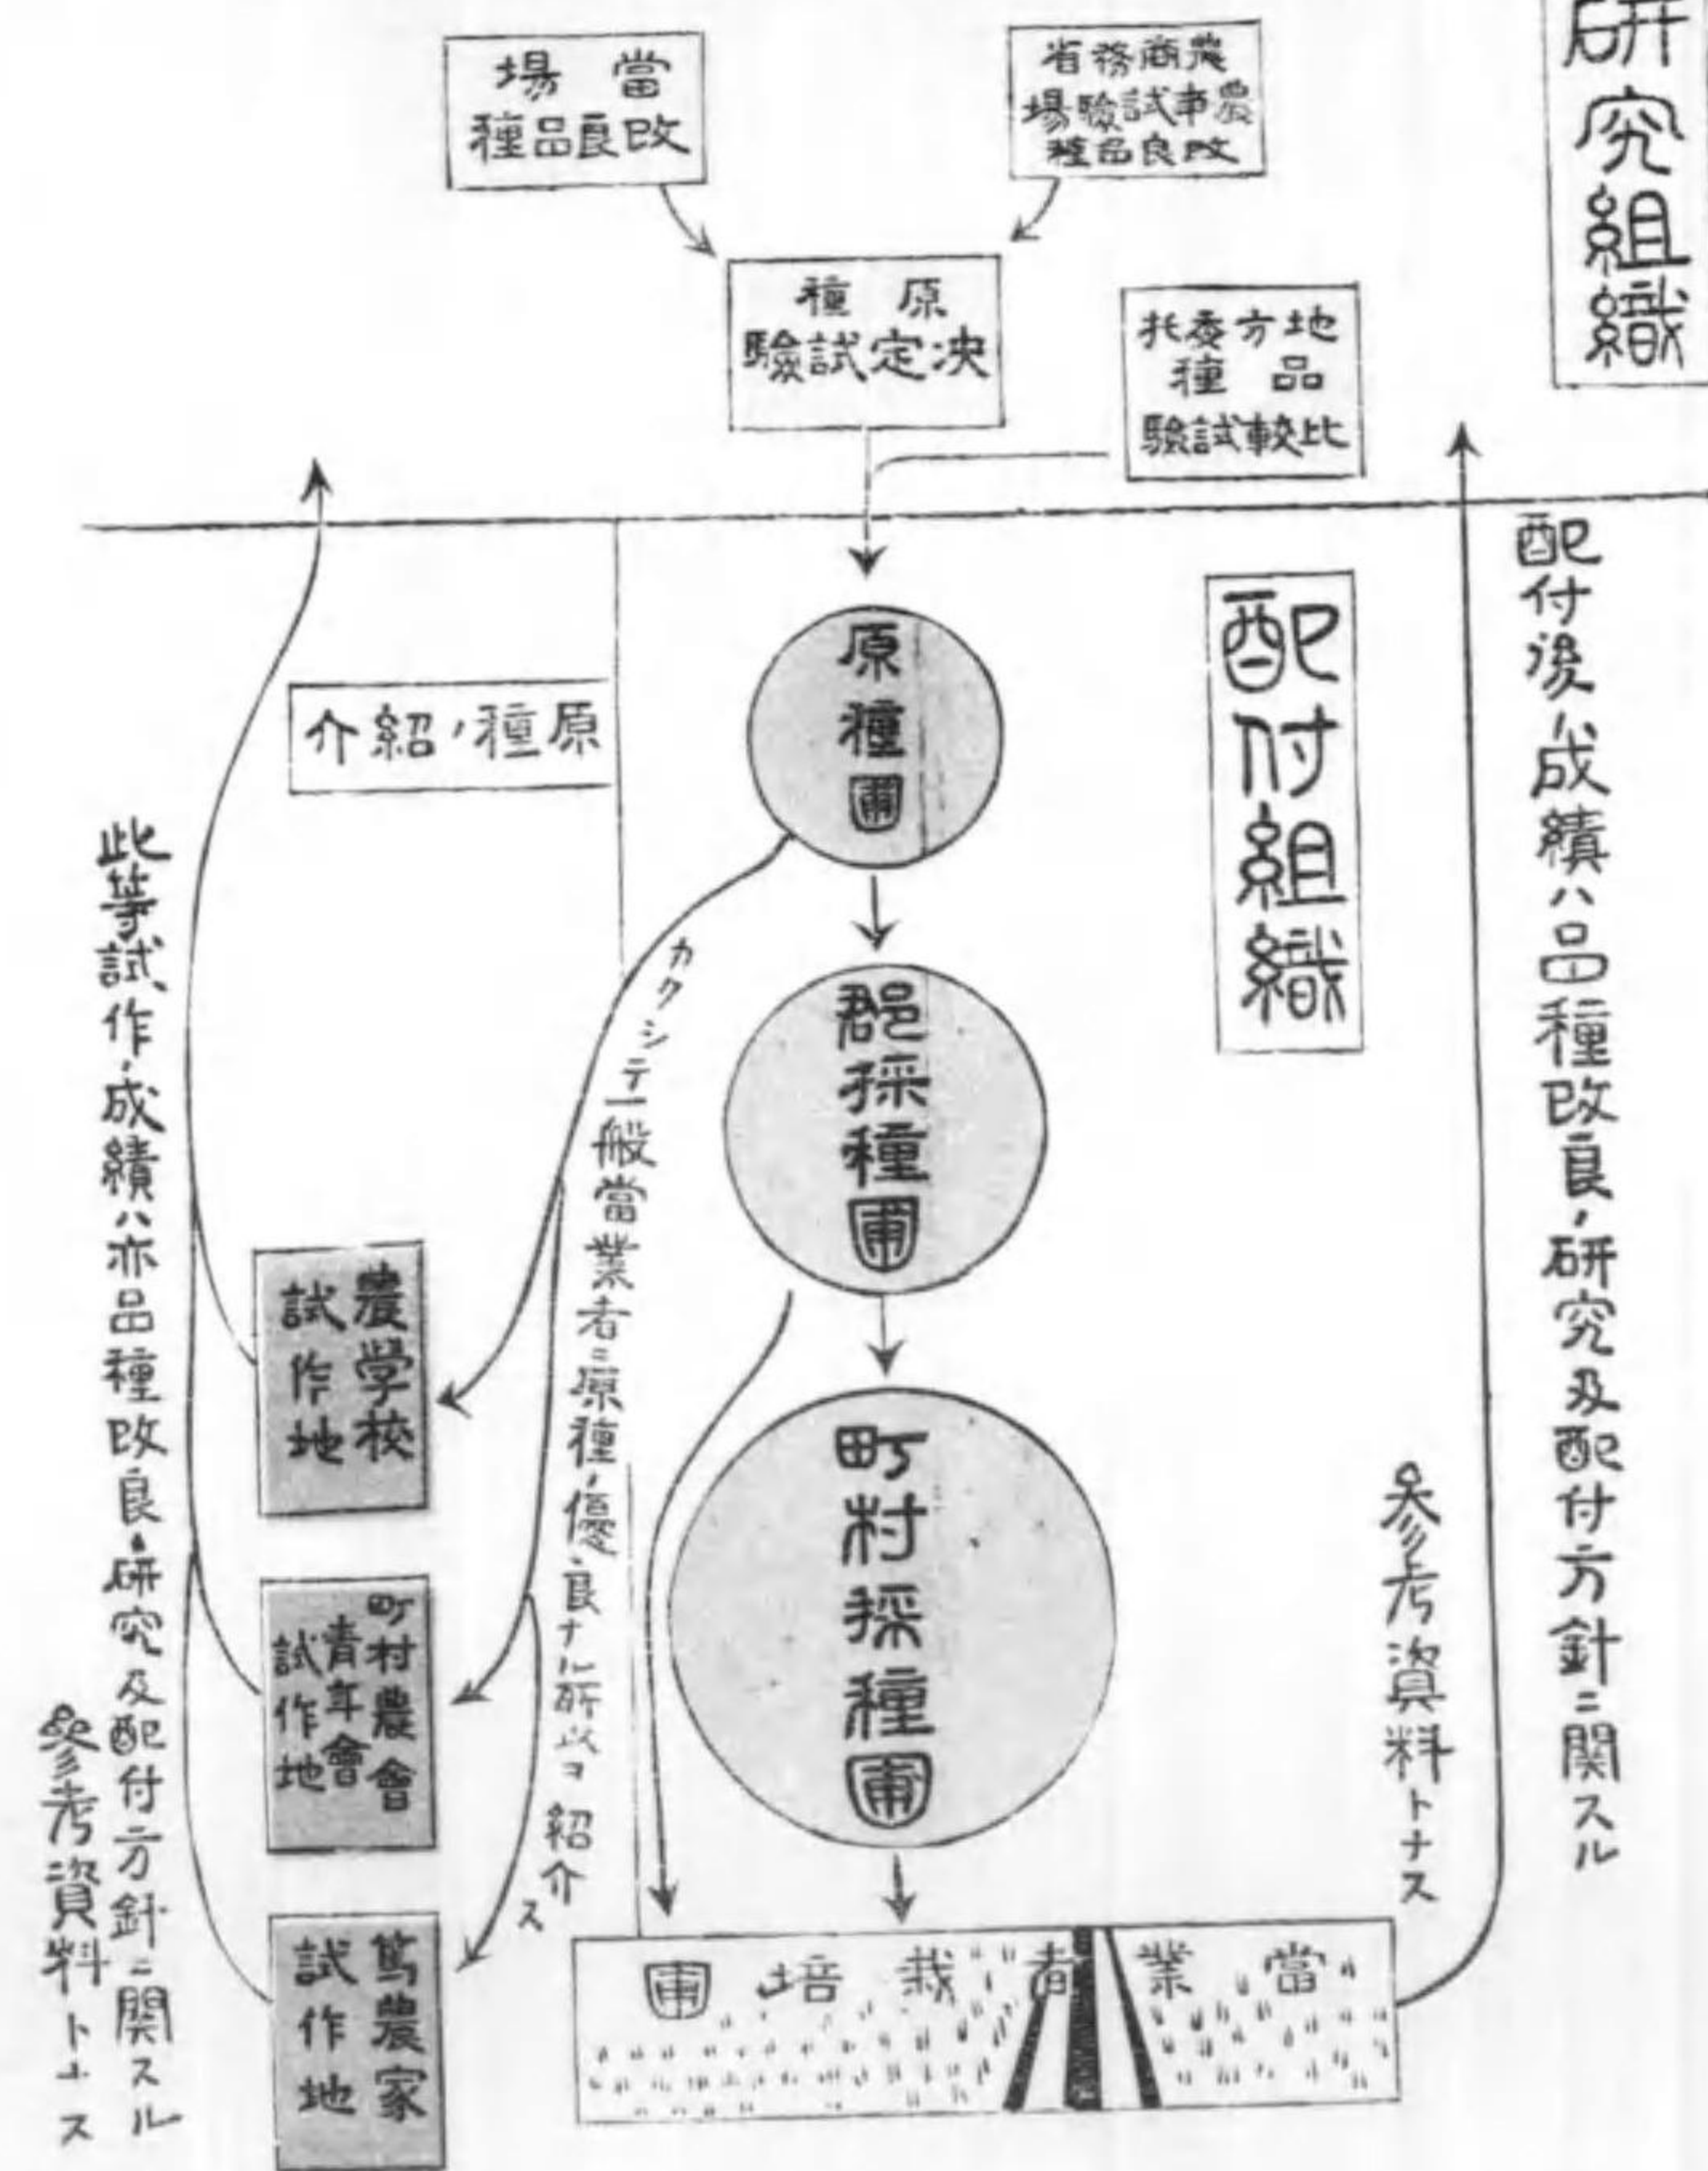 研究組織
農商務省
農事試驗場
改良品種
當場
改良品種
原種
決定試驗
地方委托
品種
比較試驗
配付組織
配付後ノ成績ハ品種改良ノ研究及配付方針ニ関スル
参考資料トナス
原種圃
郡採種圃
町村採種圃
當業者栽培圃
原種ノ紹介
カクシテ一般當業者ニ原種ノ優良ナル所以ヲ紹介ス
農学校
試作地
町村農會
青年會
試作地
篤農家
試作地
此等試作ノ成績ハ亦品種改良ノ研究及配付方針ニ関スル
參考資料トナス